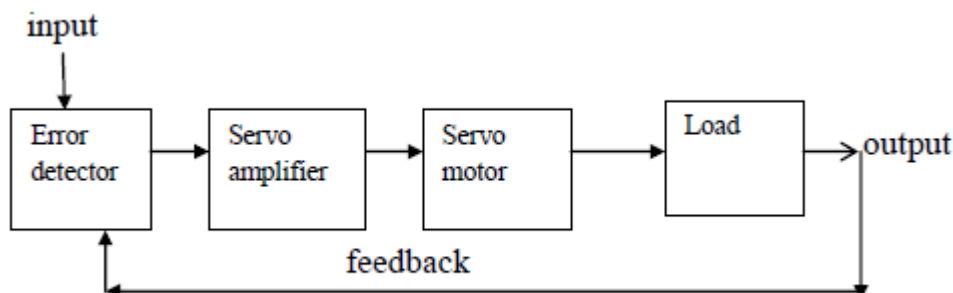 input
Error
detector
Servo
amplifier
Servo
motor
Load
output
feedback